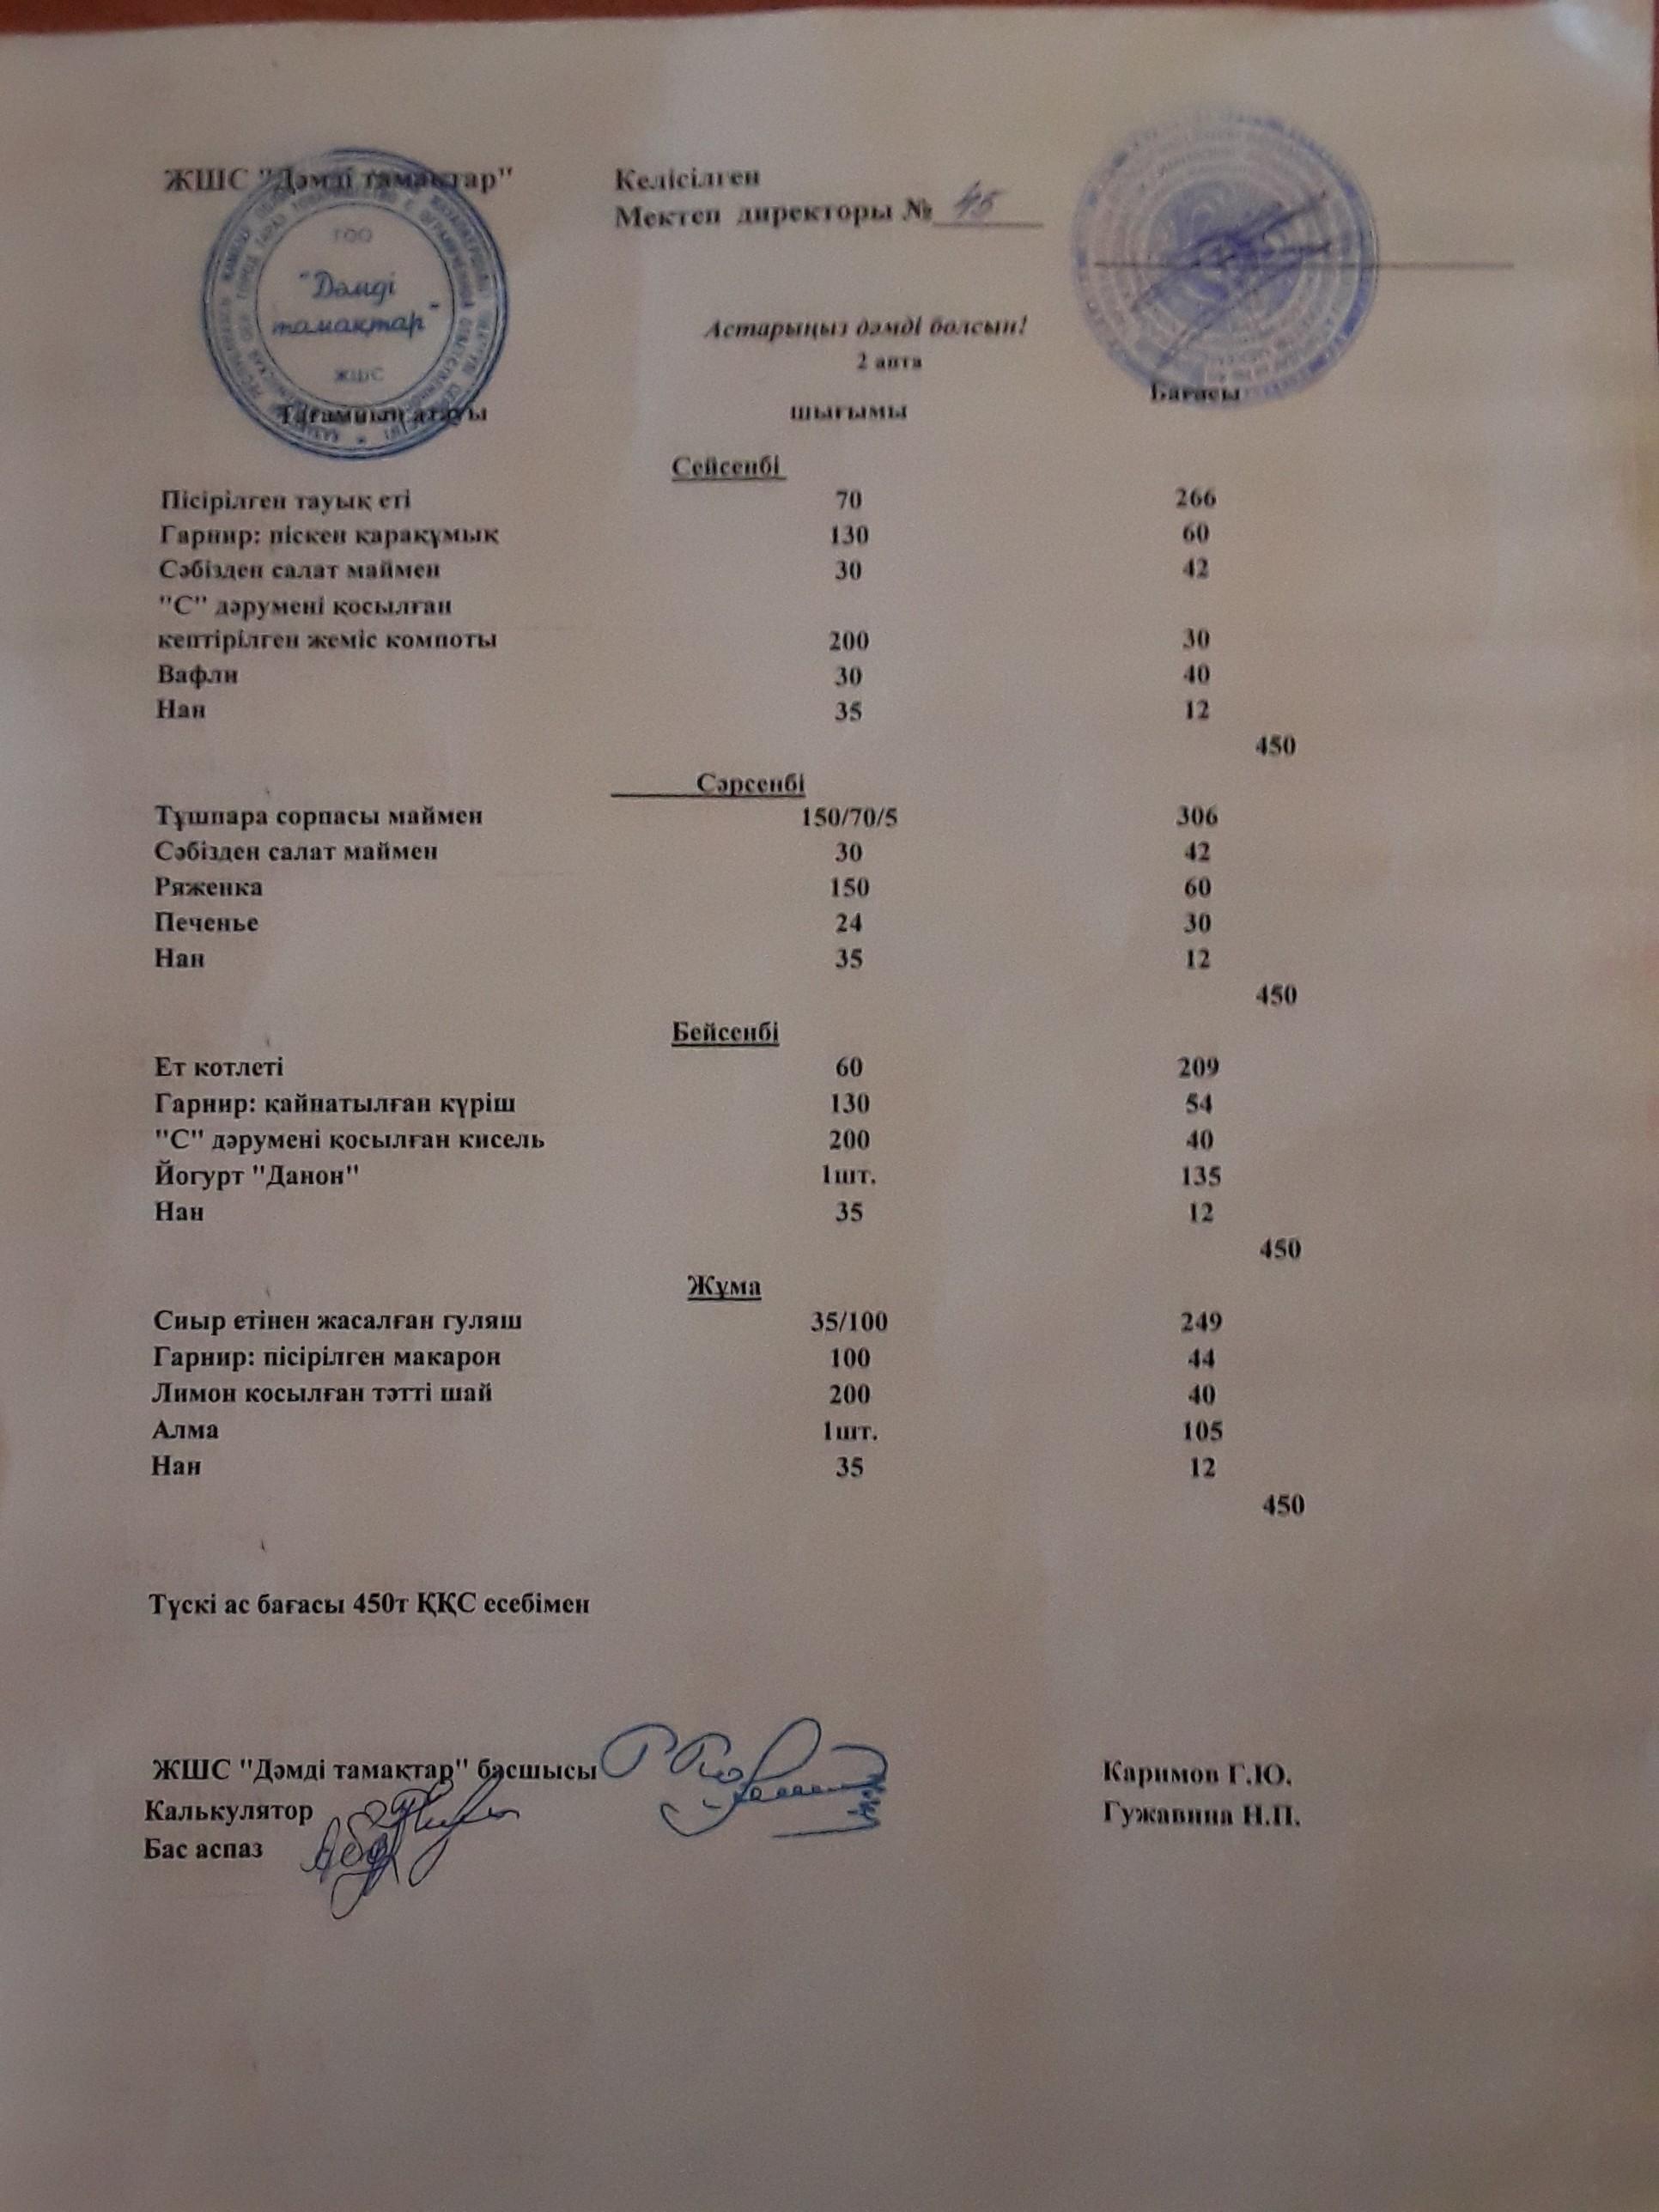 ЖШС "Дәмді тамақтар"
Келісілген
Мектеп директоры № 45
ТОО
"Дәмді
тамақтар"
ЖШС
Астарыңыз дәмді болсын!
2 апта
Тағамның атауы шығымы Бағасы
Сейсенбі
Пісірілген тауық еті 70 266
Гарнир: піскен қарақұмық 130 60
Сәбізден салат маймен 30 42
"С" дәрумені қосылған
кептірілген жеміс компоты 200 30
Вафли 30 40
Нан 35 12
450
Сәрсенбі
Тұшпара сорпасы маймен 150/70/5 306
Сәбізден салат маймен 30 42
Ряженка 150 60
Печенье 24 30
Нан 35 12
450
Бейсенбі
Ет котлеті 60 209
Гарнир: қайнатылған күріш 130 54
"С" дәрумені қосылған кисель 200 40
Йогурт "Данон" 1шт. 135
Нан 35 12
450
Жұма
Сиыр етінен жасалған гуляш 35/100 249
Гарнир: пісірілген макарон 100 44
Лимон косылған тәтті шай 200 40
Алма 1шт. 105
Нан 35 12
450
Түскі ас бағасы 450т ҚҚС есебімен
ЖШС "Дәмді тамақтар" басшысы Каримов Г.Ю.
Калькулятор Гужавина Н.П.
Бас аспаз